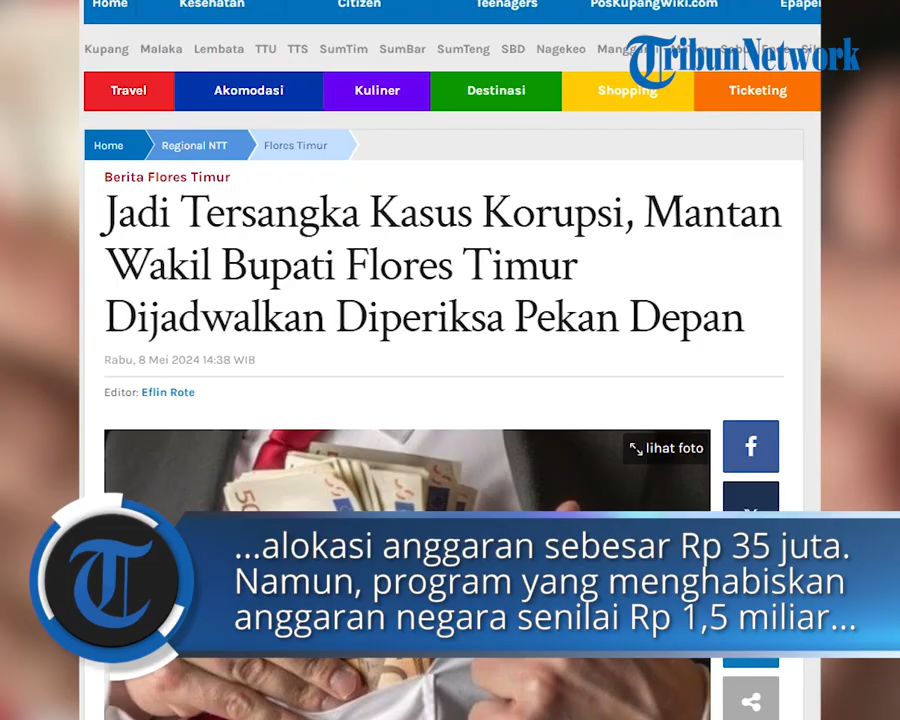 Home Kesehatan Citizen Teenagers PosKupangWiki.com Epaper
Kupang Malaka Lembata TTU TTS SumTim SumBar SumTeng SBD Nagekeo
TribunNetwork
Travel Akomodasi Kuliner Destinasi Shopping Ticketing
Home Regional NTT Flores Timur
Berita Flores Timur
Jadi Tersangka Kasus Korupsi, Mantan
Wakil Bupati Flores Timur
Dijadwalkan Diperiksa Pekan Depan
Rabu, 8 Mei 2024 14:38 WIB
Editor: Eflin Rote
lihat foto
f
T
...alokasi anggaran sebesar Rp 35 juta.
Namun, program yang menghabiskan
anggaran negara senilai Rp 1,5 miliar...